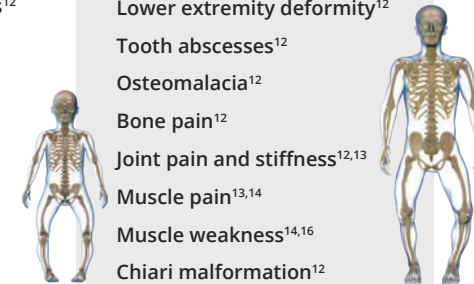 s¹²
Lower extremity deformity¹²
Tooth abscesses¹²
Osteomalacia¹²
Bone pain¹²
Joint pain and stiffness¹²,¹³
Muscle pain¹³,¹⁴
Muscle weakness¹⁴,¹⁶
Chiari malformation¹²